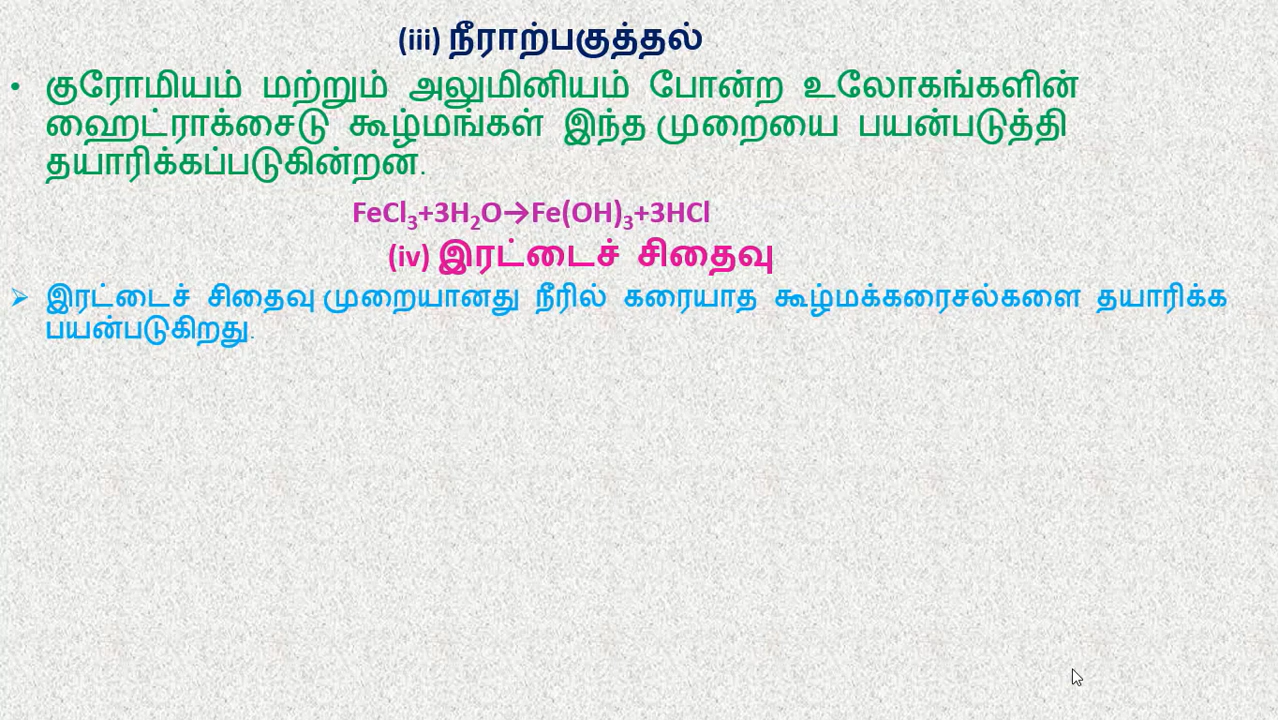 (iii) நீராற்பகுத்தல்
• குரோமியம் மற்றும் அலுமினியம் போன்ற உலோகங்களின்
ஹைட்ராக்சைடு கூழ்மங்கள் இந்த முறையை பயன்படுத்தி
தயாரிக்கப்படுகின்றன.
FeCl₃+3H₂O→Fe(OH)₃+3HCl
(iv) இரட்டைச் சிதைவு
➢ இரட்டைச் சிதைவு முறையானது நீரில் கரையாத கூழ்மக்கரைசல்களை தயாரிக்க
பயன்படுகிறது.